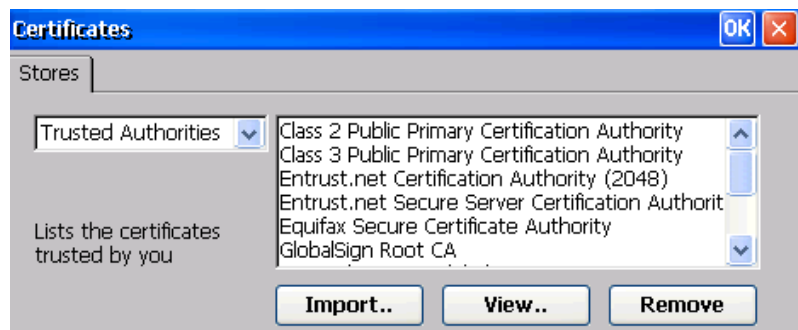 Certificates OK
Stores
Trusted Authorities
Class 2 Public Primary Certification Authority
Class 3 Public Primary Certification Authority
Entrust.net Certification Authority (2048)
Entrust.net Secure Server Certification Authorit
Equifax Secure Certificate Authority
GlobalSign Root CA
Lists the certificates
trusted by you
Import.. View.. Remove